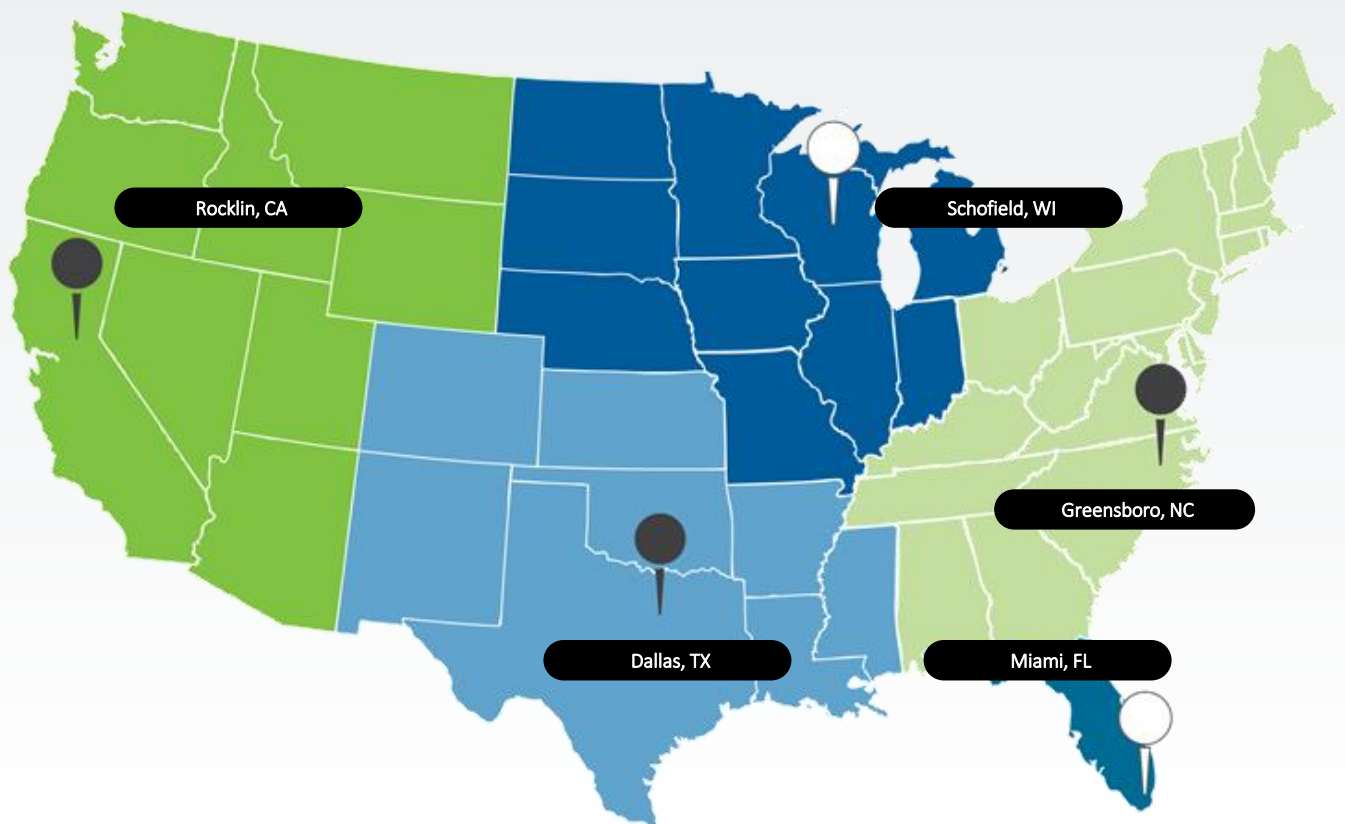 Rocklin, CA
Schofield, WI
Greensboro, NC
Dallas, TX
Miami, FL